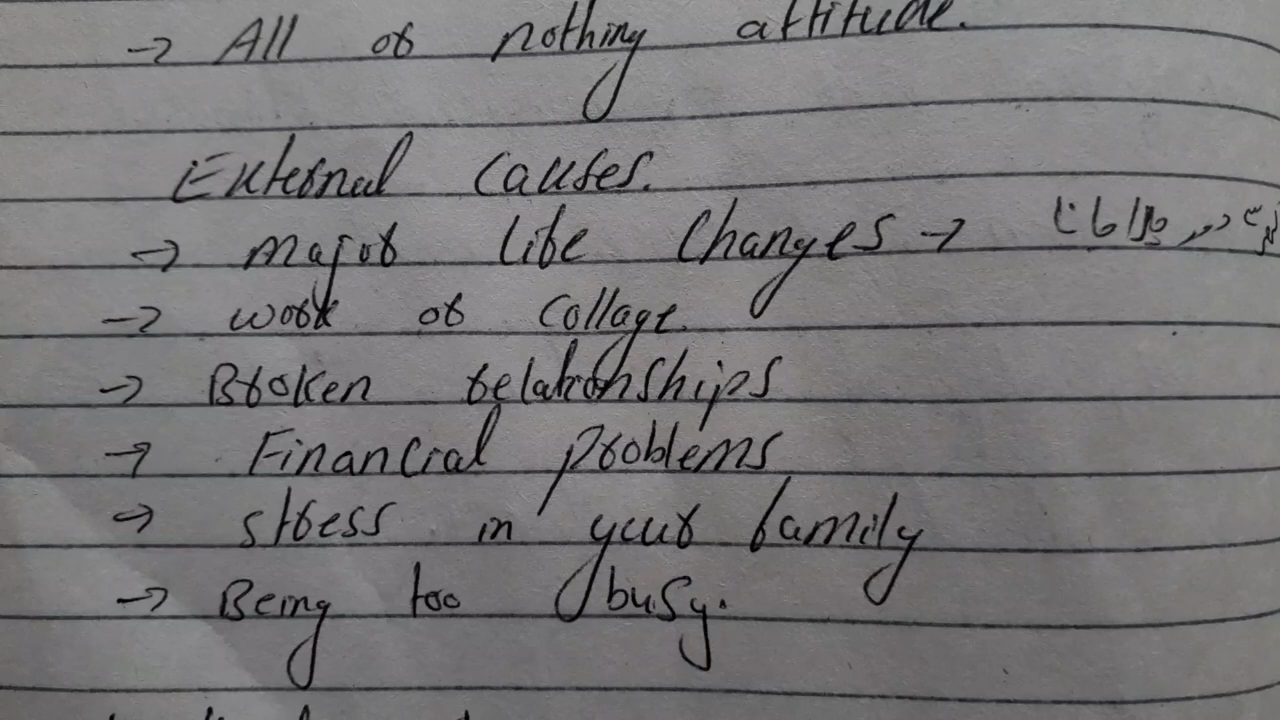 → All or nothing attitude.
External causes.
→ major life changes →
→ work or collage.
→ Broken relationships
→ Financial problems
→ stress in your family
→ Being too busy.